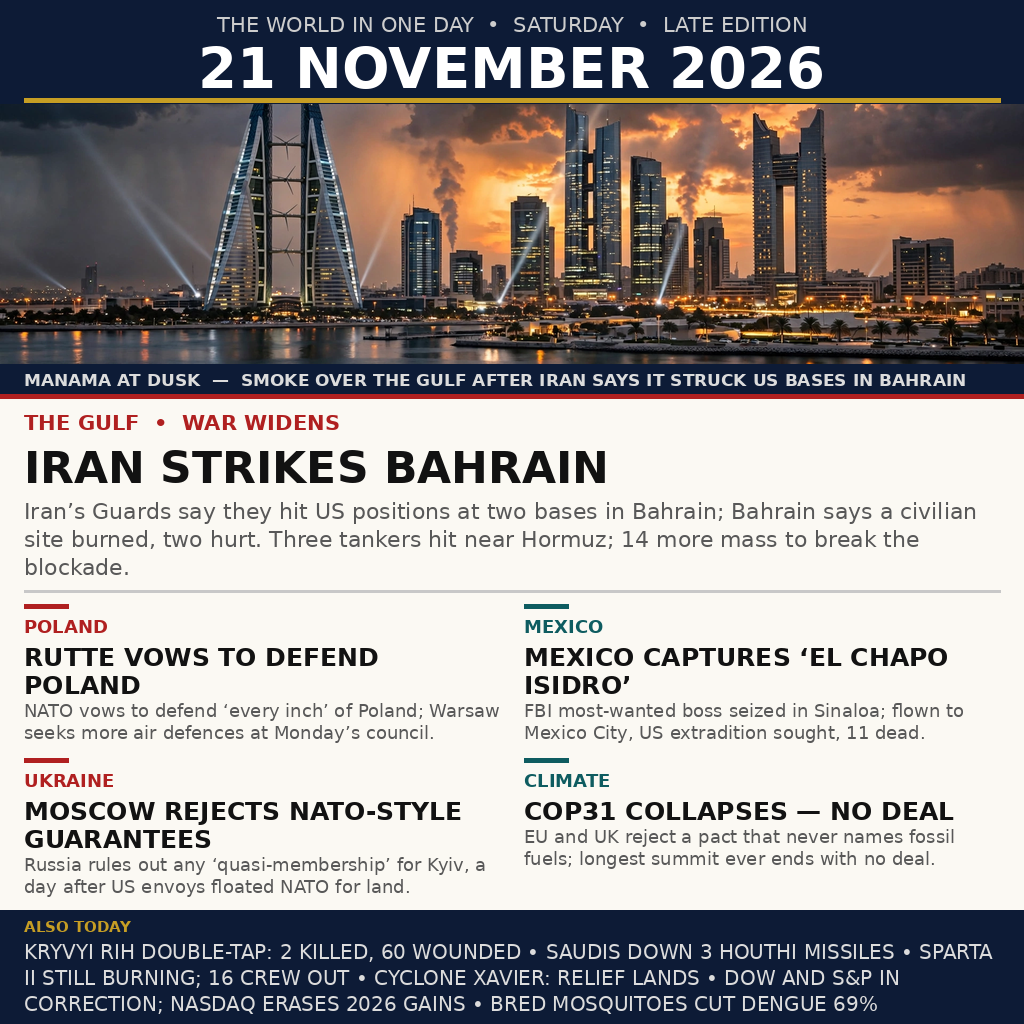 THE WORLD IN ONE DAY • SATURDAY • LATE EDITION
21 NOVEMBER 2026
MANAMA AT DUSK — SMOKE OVER THE GULF AFTER IRAN SAYS IT STRUCK US BASES IN BAHRAIN
THE GULF • WAR WIDENS
IRAN STRIKES BAHRAIN
Iran’s Guards say they hit US positions at two bases in Bahrain; Bahrain says a civilian
site burned, two hurt. Three tankers hit near Hormuz; 14 more mass to break the
blockade.
POLAND
RUTTE VOWS TO DEFEND
POLAND
NATO vows to defend ‘every inch’ of Poland; Warsaw
seeks more air defences at Monday’s council.
MEXICO
MEXICO CAPTURES ‘EL CHAPO
ISIDRO’
FBI most-wanted boss seized in Sinaloa; flown to
Mexico City, US extradition sought, 11 dead.
UKRAINE
MOSCOW REJECTS NATO-STYLE
GUARANTEES
Russia rules out any ‘quasi-membership’ for Kyiv, a
day after US envoys floated NATO for land.
CLIMATE
COP31 COLLAPSES — NO DEAL
EU and UK reject a pact that never names fossil
fuels; longest summit ever ends with no deal.
ALSO TODAY
KRYVYI RIH DOUBLE-TAP: 2 KILLED, 60 WOUNDED • SAUDIS DOWN 3 HOUTHI MISSILES • SPARTA
II STILL BURNING; 16 CREW OUT • CYCLONE XAVIER: RELIEF LANDS • DOW AND S&P IN
CORRECTION; NASDAQ ERASES 2026 GAINS • BRED MOSQUITOES CUT DENGUE 69%